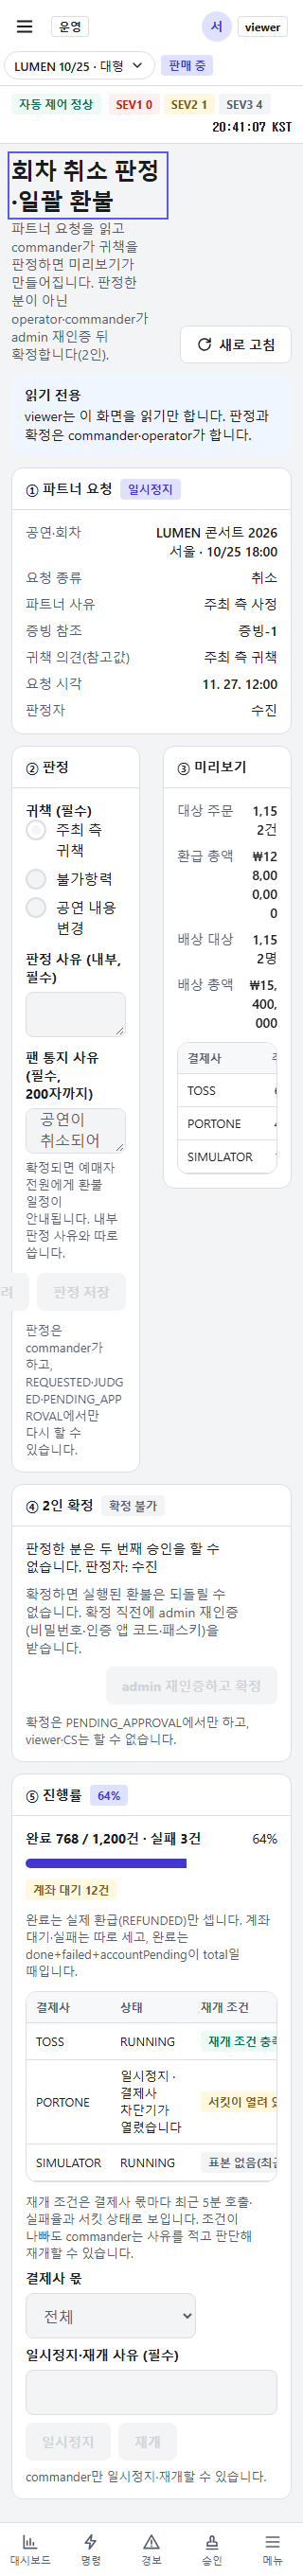 운영
서
viewer
LUMEN 10/25 · 대형
판매 중
자동 제어 정상
SEV1 0
SEV2 1
SEV3 4
20:41:07 KST
회차 취소 판정
·일괄 환불
파트너 요청을 읽고
commander가 귀책을
판정하면 미리보기가
만들어집니다. 판정한
분이 아닌
operator·commander가
admin 재인증 뒤
확정합니다(2인).
새로 고침
읽기 전용
viewer는 이 화면을 읽기만 합니다. 판정과
확정은 commander·operator가 합니다.
① 파트너 요청
일시정지
공연·회차
LUMEN 콘서트 2026
서울 · 10/25 18:00
요청 종류
취소
파트너 사유
주최 측 사정
증빙 참조
증빙-1
귀책 의견(참고값)
주최 측 귀책
요청 시각
11. 27. 12:00
판정자
수진
② 판정
귀책 (필수)
주최 측
귀책
불가항력
공연 내용
변경
판정 사유 (내부,
필수)
팬 통지 사유
(필수,
200자까지)
공연이
취소되어
확정되면 예매자
전원에게 환불
일정이
안내됩니다. 내부
판정 사유와 따로
씁니다.
려
판정 저장
판정은
commander가
하고,
REQUESTED·JUDG
ED·PENDING_APP
ROVAL에서만
다시 할 수
있습니다.
③ 미리보기
대상 주문
1,15
2건
환급 총액
₩12
8,00
0,00
0
배상 대상
1,15
2명
배상 총액
₩15,
400,
000
결제사
TOSS
PORTONE
SIMULATOR
④ 2인 확정
확정 불가
판정한 분은 두 번째 승인을 할 수
없습니다. 판정자: 수진
확정하면 실행된 환불은 되돌릴 수
없습니다. 확정 직전에 admin 재인증
(비밀번호·인증 앱 코드·패스키)을
받습니다.
admin 재인증하고 확정
확정은 PENDING_APPROVAL에서만 하고,
viewer·CS는 할 수 없습니다.
⑤ 진행률
64%
완료 768 / 1,200건 · 실패 3건
64%
계좌 대기 12건
완료는 실제 환급(REFUNDED)만 셉니다. 계좌
대기·실패는 따로 세고, 완료는
done+failed+accountPending이 total일
때입니다.
결제사
상태
재개 조건
TOSS
RUNNING
재개 조건 충족
PORTONE
일시정지 ·
결제사
차단기가
열렸습니다
서킷이 열려 있
SIMULATOR
RUNNING
표본 없음(최근
재개 조건은 결제사 몫마다 최근 5분 호출·
실패율과 서킷 상태로 보입니다. 조건이
나빠도 commander는 사유를 적고 판단해
재개할 수 있습니다.
결제사 몫
전체
일시정지·재개 사유 (필수)
일시정지
재개
commander만 일시정지·재개할 수 있습니다.
대시보드
명령
경보
승인
메뉴